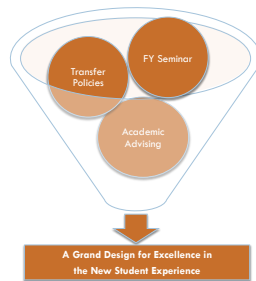 Transfer
Policies
FY Seminar
Academic
Advising
A Grand Design for Excellence in
the New Student Experience